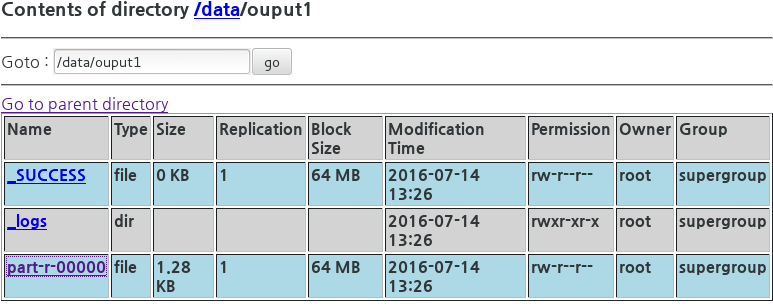 Contents of directory /data/ouput1
Goto : /data/ouput1 go
Go to parent directory
Name Type Size Replication Block Size Modification Time Permission Owner Group
_SUCCESS file 0 KB 1 64 MB 2016-07-14 13:26 rw-r--r-- root supergroup
_logs dir 2016-07-14 13:26 rwxr-xr-x root supergroup
part-r-00000 file 1.28 KB 1 64 MB 2016-07-14 13:26 rw-r--r-- root supergroup